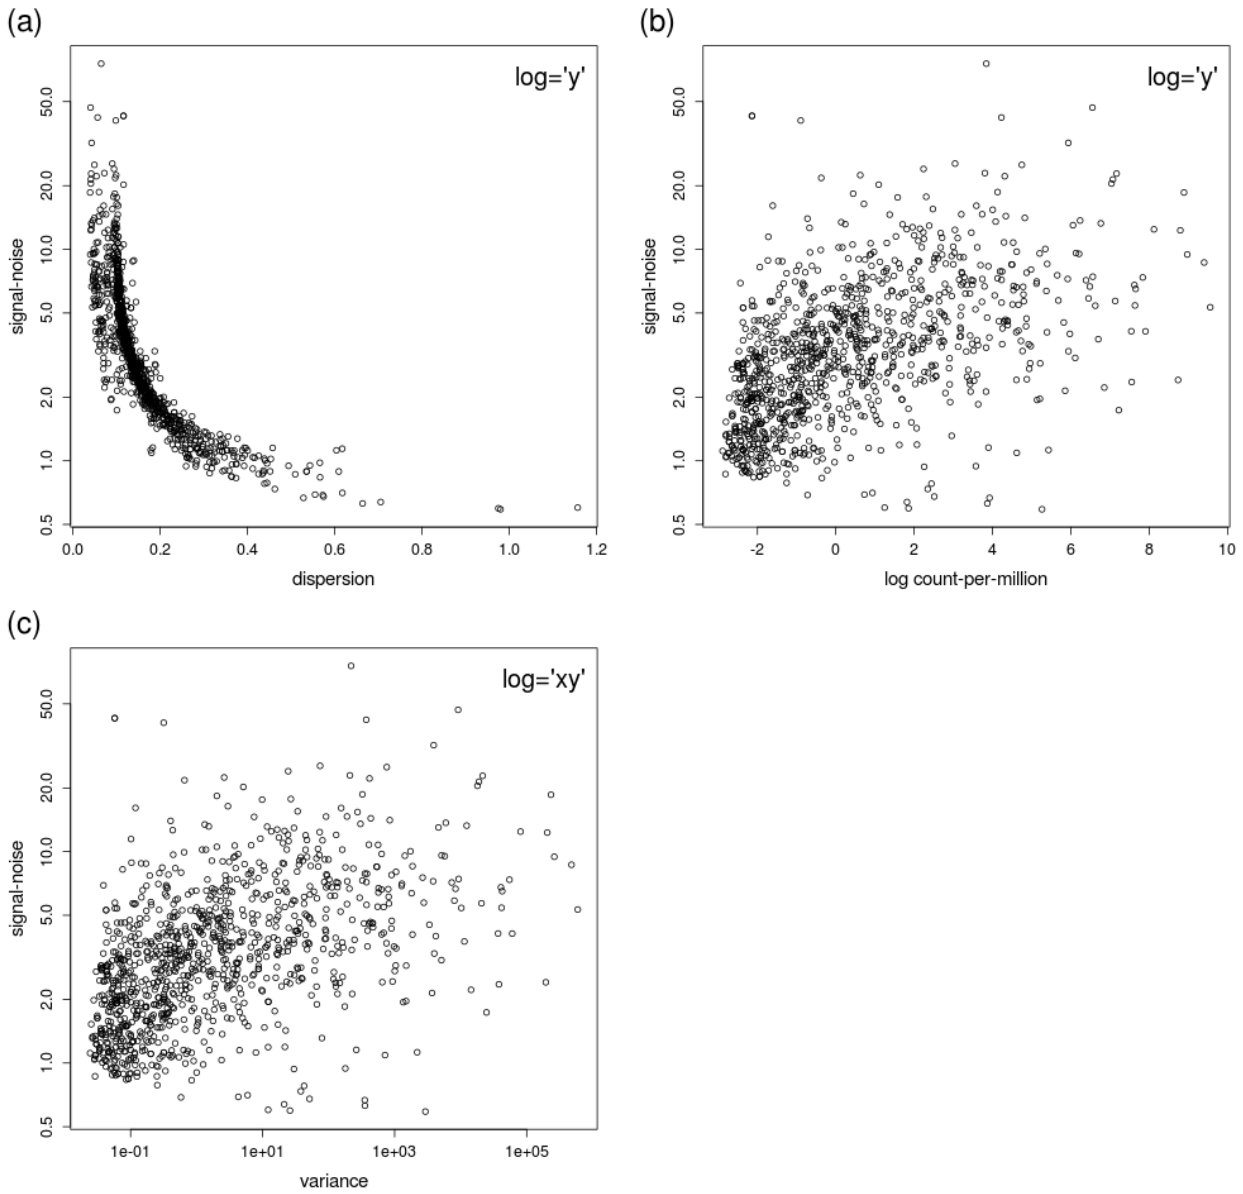 (a)
log='y'
signal-noise
50.0
20.0
10.0
5.0
2.0
1.0
0.5
0.0 0.2 0.4 0.6 0.8 1.0 1.2
dispersion
(b)
log='y'
signal-noise
50.0
20.0
10.0
5.0
2.0
1.0
0.5
-2 0 2 4 6 8 10
log count-per-million
(c)
log='xy'
signal-noise
50.0
20.0
10.0
5.0
2.0
1.0
0.5
1e-01 1e+01 1e+03 1e+05
variance